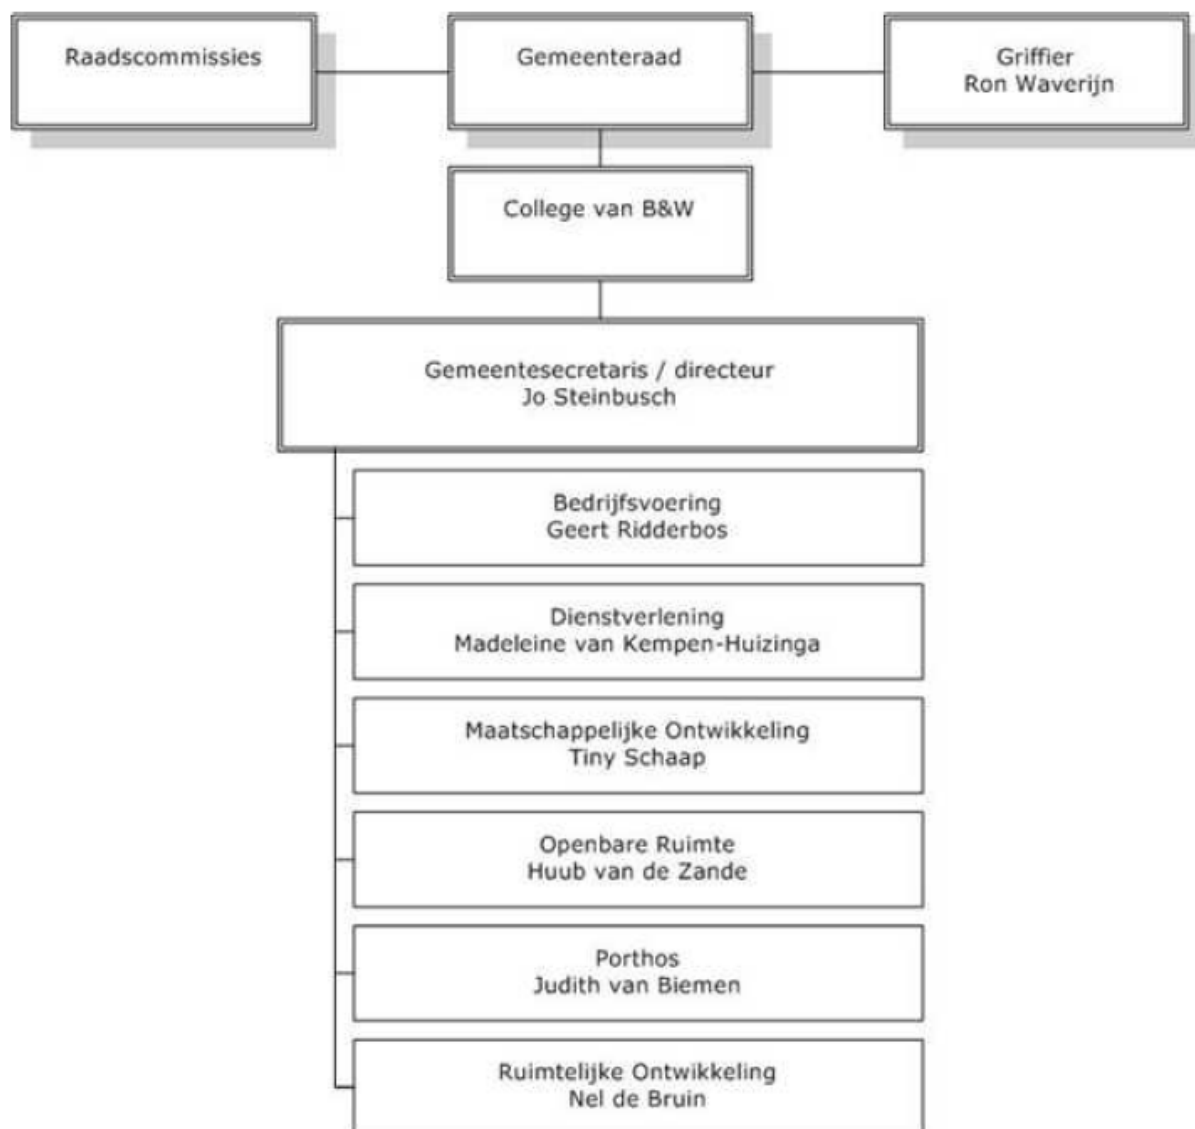 Raadscommissies
Gemeenteraad
Griffier
Ron Waverijn
College van B&W
Gemeentesecretaris / directeur
Jo Steinbusch
Bedrijfsvoering
Geert Ridderbos
Dienstverlening
Madeleine van Kempen-Huizinga
Maatschappelijke Ontwikkeling
Tiny Schaap
Openbare Ruimte
Huub van de Zande
Porthos
Judith van Biemen
Ruimtelijke Ontwikkeling
Nel de Bruin